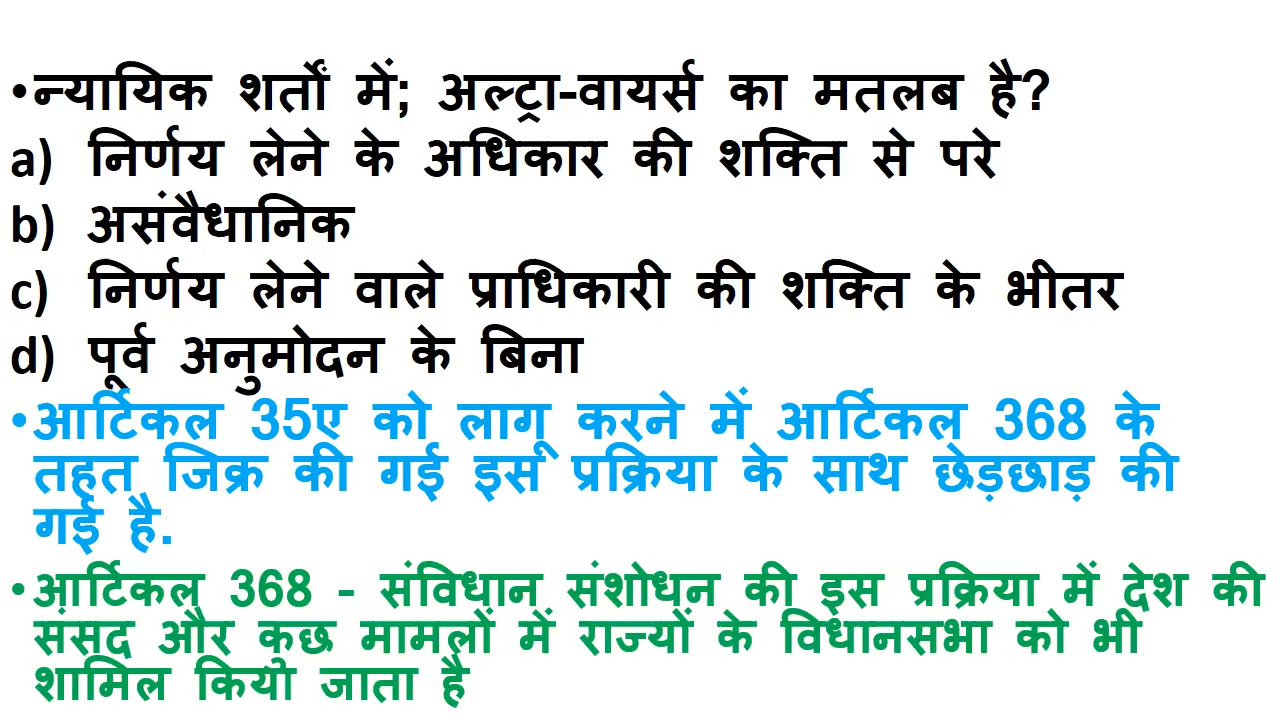 •न्यायिक शर्तों में; अल्ट्रा-वायर्स का मतलब है?
a) निर्णय लेने के अधिकार की शक्ति से परे
b) असंवैधानिक
c) निर्णय लेने वाले प्राधिकारी की शक्ति के भीतर
d) पूर्व अनुमोदन के बिना
•आर्टिकल 35ए को लागू करने में आर्टिकल 368 के
तहत जिक्र की गई इस प्रक्रिया के साथ छेड़छाड़ की
गई है.
•आर्टिकल 368 - संविधान संशोधन की इस प्रक्रिया में देश की
संसद और कुछ मामलों में राज्यों के विधानसभा को भी
शामिल किया जाता है